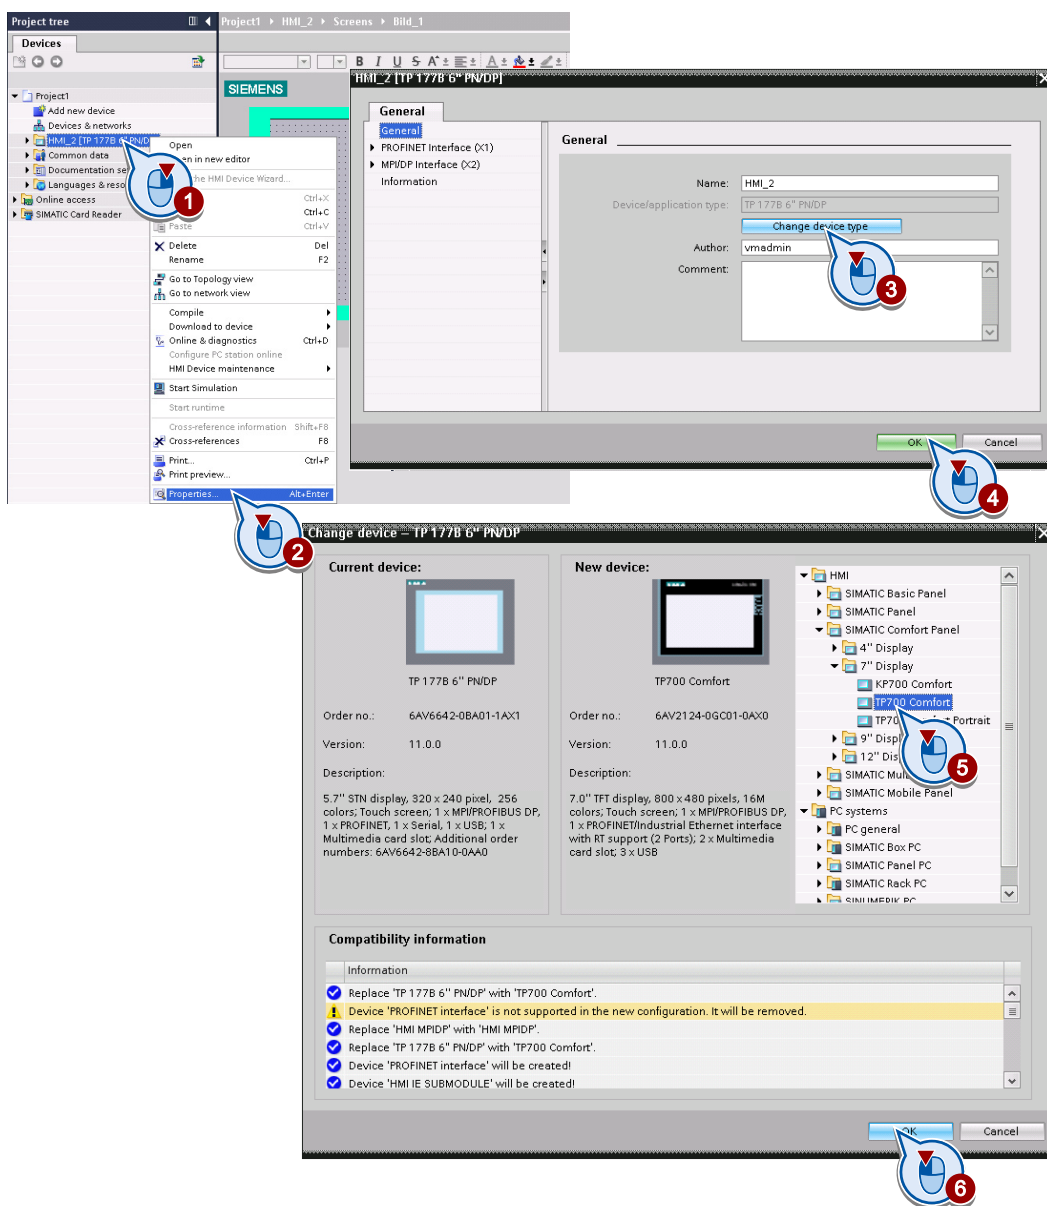 Project tree
Project1 ▸ HMI_2 ▸ Screens ▸ Bild_1
Devices
B I U S A
SIEMENS
Project1
Add new device
Devices & networks
HMI_2 [TP 177B 6" PN/D
Common data
Documentation se
Languages & reso
Online access
SIMATIC Card Reader
Open
en in new editor
he HMI Device Wizard...
Ctrl+X
Ctrl+C
Paste Ctrl+V
Delete Del
Rename F2
Go to Topology view
Go to network view
Compile
Download to device
Online & diagnostics Ctrl+D
Configure PC station online
HMI Device maintenance
Start Simulation
Start runtime
Cross-reference information Shift+F8
Cross-references F8
Print... Ctrl+P
Print preview...
Properties... Alt+Enter
1
2
HMI_2 [TP 177B 6" PN/DP]
General
General
PROFINET Interface (X1)
MPI/DP Interface (X2)
Information
General
Name: HMI_2
Device/application type: TP 177B 6" PN/DP
Change device type
Author: vmadmin
Comment:
3
OK Cancel
4
Change device – TP 177B 6" PN/DP
Current device:
TP 177B 6" PN/DP
Order no.: 6AV6642-0BA01-1AX1
Version: 11.0.0
Description:
5.7" STN display, 320 x 240 pixel, 256
colors; Touch screen; 1 x MPI/PROFIBUS DP,
1 x PROFINET, 1 x Serial, 1 x USB; 1 x
Multimedia card slot; Additional order
numbers: 6AV6642-8BA10-0AA0
New device:
TP700 Comfort
Order no.: 6AV2124-0GC01-0AX0
Version: 11.0.0
Description:
7.0" TFT display, 800 x 480 pixels, 16M
colors; Touch screen; 1 x MPI/PROFIBUS DP,
1 x PROFINET/Industrial Ethernet interface
with RT support (2 Ports); 2 x Multimedia
card slot; 3 x USB
HMI
SIMATIC Basic Panel
SIMATIC Panel
SIMATIC Comfort Panel
4" Display
7" Display
KP700 Comfort
TP700 Comfort
TP70 Portrait
9" Displ
12" Dis
SIMATIC Mul
SIMATIC Mobile Panel
PC systems
PC general
SIMATIC Box PC
SIMATIC Panel PC
SIMATIC Rack PC
SINUMERIK PC
5
Compatibility information
Information
Replace 'TP 177B 6" PN/DP' with 'TP700 Comfort'.
Device 'PROFINET interface' is not supported in the new configuration. It will be removed.
Replace 'HMI MPIDP' with 'HMI MPIDP'.
Replace 'TP 177B 6" PN/DP' with 'TP700 Comfort'.
Device 'PROFINET interface' will be created!
Device 'HMI IE SUBMODULE' will be created!
OK Cancel
6